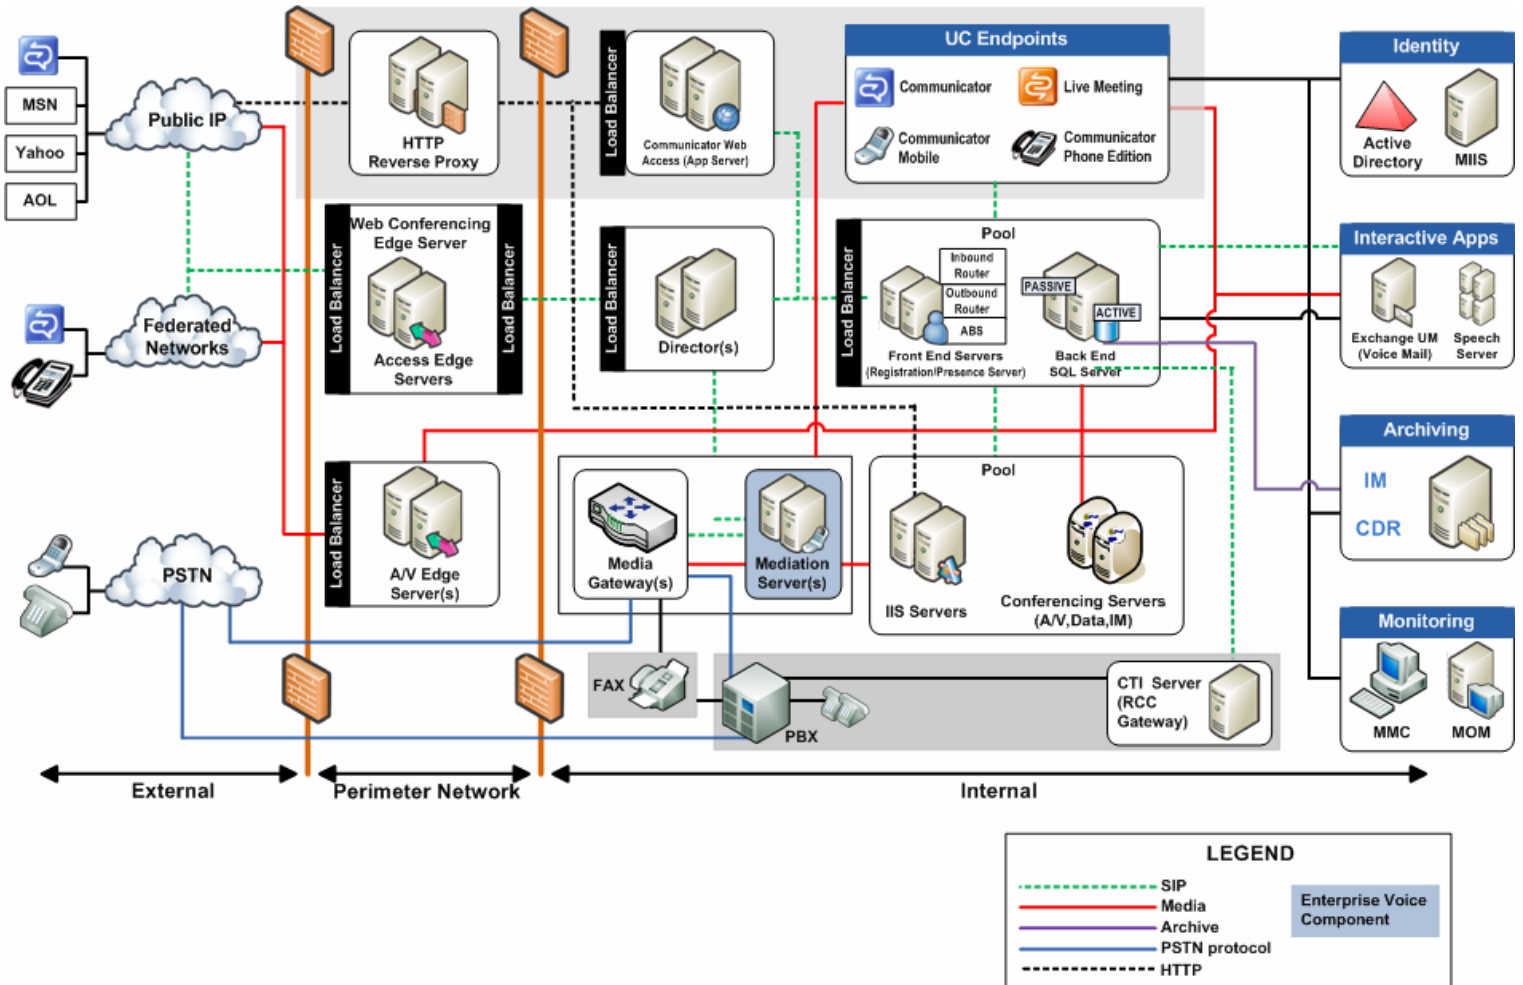 MSN
Yahoo
AOL
Public IP
Federated
Networks
PSTN
HTTP
Reverse Proxy
Load Balancer
Communicator Web
Access (App Server)
UC Endpoints
Communicator
Live Meeting
Communicator
Mobile
Communicator
Phone Edition
Identity
Active
Directory
MIIS
Load Balancer
Web Conferencing
Edge Server
Access Edge
Servers
Load Balancer
Load Balancer
Director(s)
Load Balancer
Pool
Inbound
Router
Outbound
Router
ABS
Front End Servers
(Registration/Presence Server)
PASSIVE
ACTIVE
Back End
SQL Server
Interactive Apps
Exchange UM
(Voice Mail)
Speech
Server
Load Balancer
A/V Edge
Server(s)
Media
Gateway(s)
Mediation
Server(s)
Pool
IIS Servers
Conferencing Servers
(A/V,Data,IM)
Archiving
IM
CDR
FAX
PBX
CTI Server
(RCC
Gateway)
Monitoring
MMC
MOM
External
Perimeter Network
Internal
LEGEND
SIP
Media
Archive
PSTN protocol
HTTP
Enterprise Voice
Component